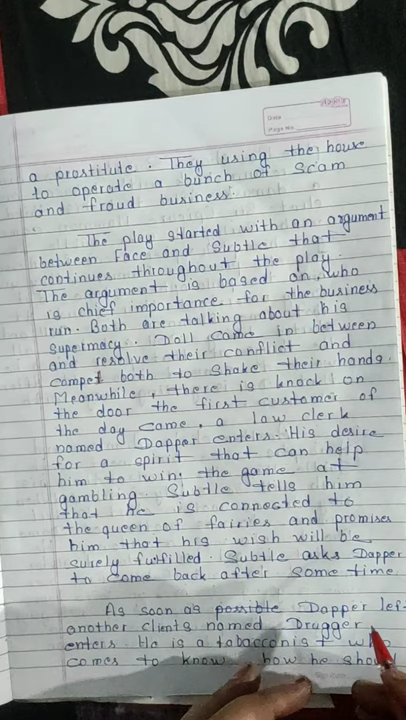 Date
Page No.
a prostitute. They using the house
to operate a bunch of Scam
and fraud business.
The play started with an argument
between Face and Subtle that
continues throughout the play.
The argument is based on, who
is chief importance for the business
run. Both are talking about his
Supermacy. Doll came in between
and resolve their conflict and
compel both to shake their hands.
Meanwhile, there is knock on
the door the first customer of
the day came, a law clerk
named Dapper enters. His desire
for a spirit that can help
him to win the game at
gambling. Subtle tells him
that he is connected to
the queen of fairies and promises
him that his wish will be
surely fulfilled. Subtle asks Dapper
to come back after some time.
As soon as possible Dapper lef
another clients named Drugger
enters. He is a tobacconist
comes to know, how he